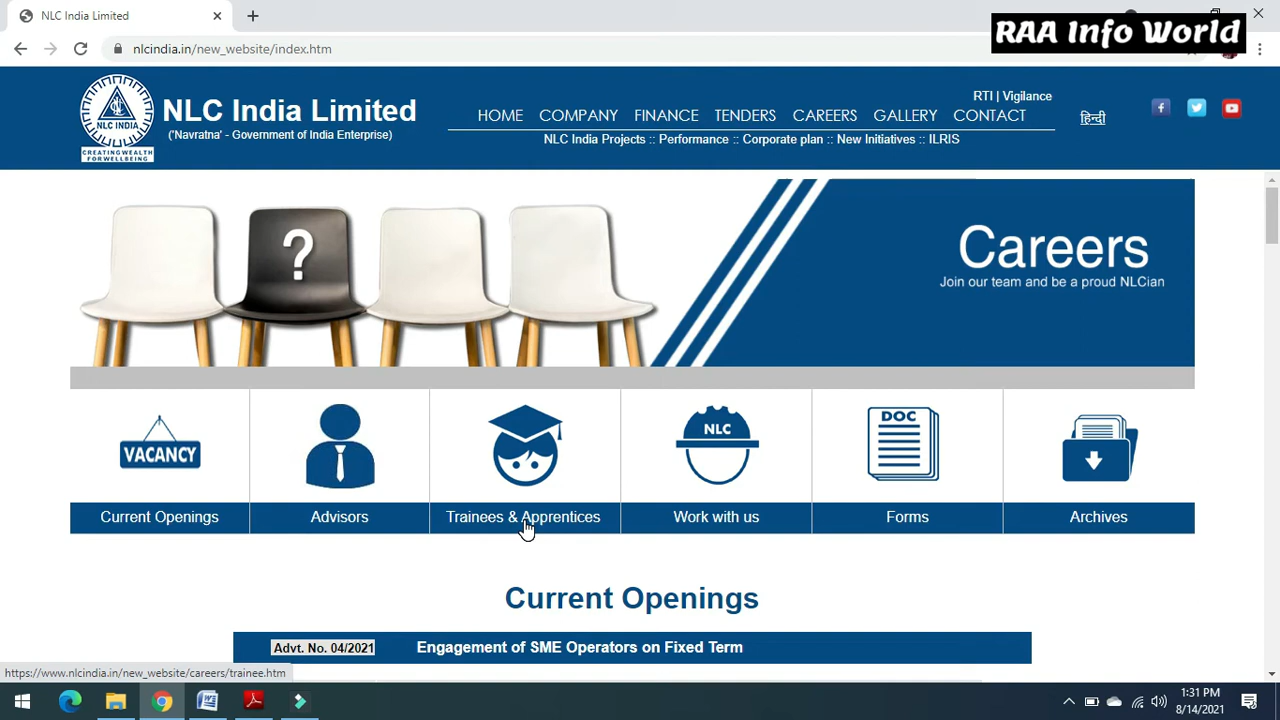 NLC India Limited
RAA Info World
nlcindia.in/new_website/index.htm
RTI | Vigilance
NLC INDIA
CREATING WEALTH
FOR WELLBEING
NLC India Limited
('Navratna' - Government of India Enterprise)
HOME COMPANY FINANCE TENDERS CAREERS GALLERY CONTACT
हिन्दी
NLC India Projects :: Performance :: Corporate plan :: New Initiatives :: ILRIS
?
Careers
Join our team and be a proud NLCian
VACANCY
NLC
DOC
Current Openings
Advisors
Trainees & Apprentices
Work with us
Forms
Archives
Current Openings
Advt. No. 04/2021 Engagement of SME Operators on Fixed Term
https://www.nlcindia.in/new_website/careers/trainee.htm
1:31 PM
8/14/2021